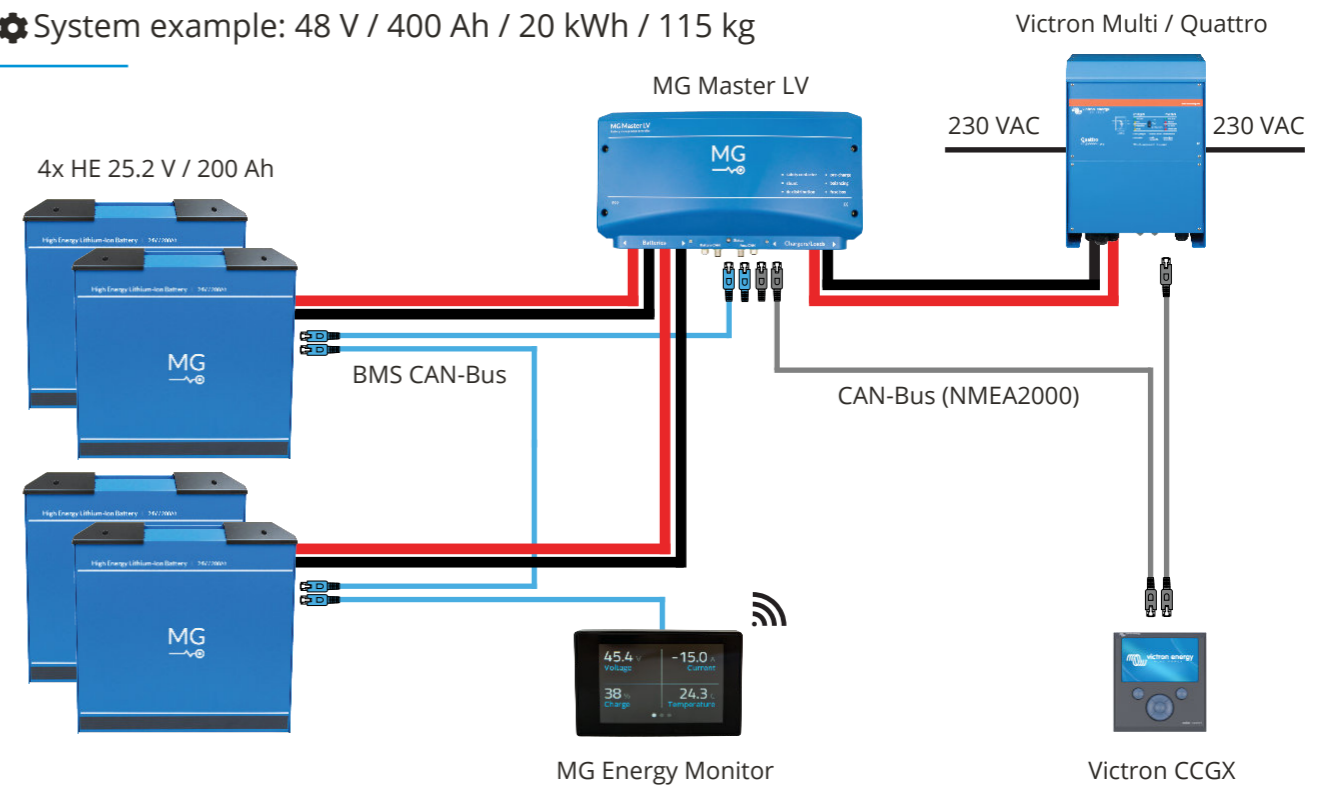 System example: 48 V / 400 Ah / 20 kWh / 115 kg
Victron Multi / Quattro
MG Master LV
230 VAC
230 VAC
4x HE 25.2 V / 200 Ah
MG Master LV
MG
Quattro
High Energy Lithium-Ion Battery
High Energy Lithium-Ion Battery 24V/200Ah
Batteries
Chargers/Loads
MG
BMS CAN-Bus
CAN-Bus (NMEA2000)
High Energy Lithium-Ion Battery
High Energy Lithium-Ion Battery
MG
45.4 V
Voltage
-15.0 A
Current
38 %
Charge
24.3
Temperature
victron energy
MG Energy Monitor
Victron CCGX